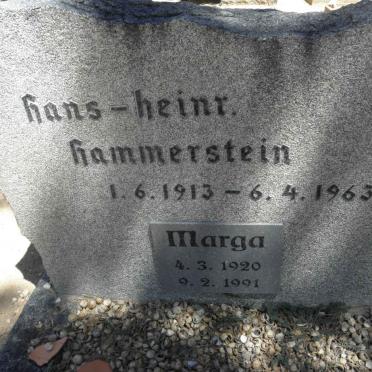 Hans-Heinr.
Hammerstein
1.6.1913 - 6.4.1963
Marga
4.3.1920
9.2.1991